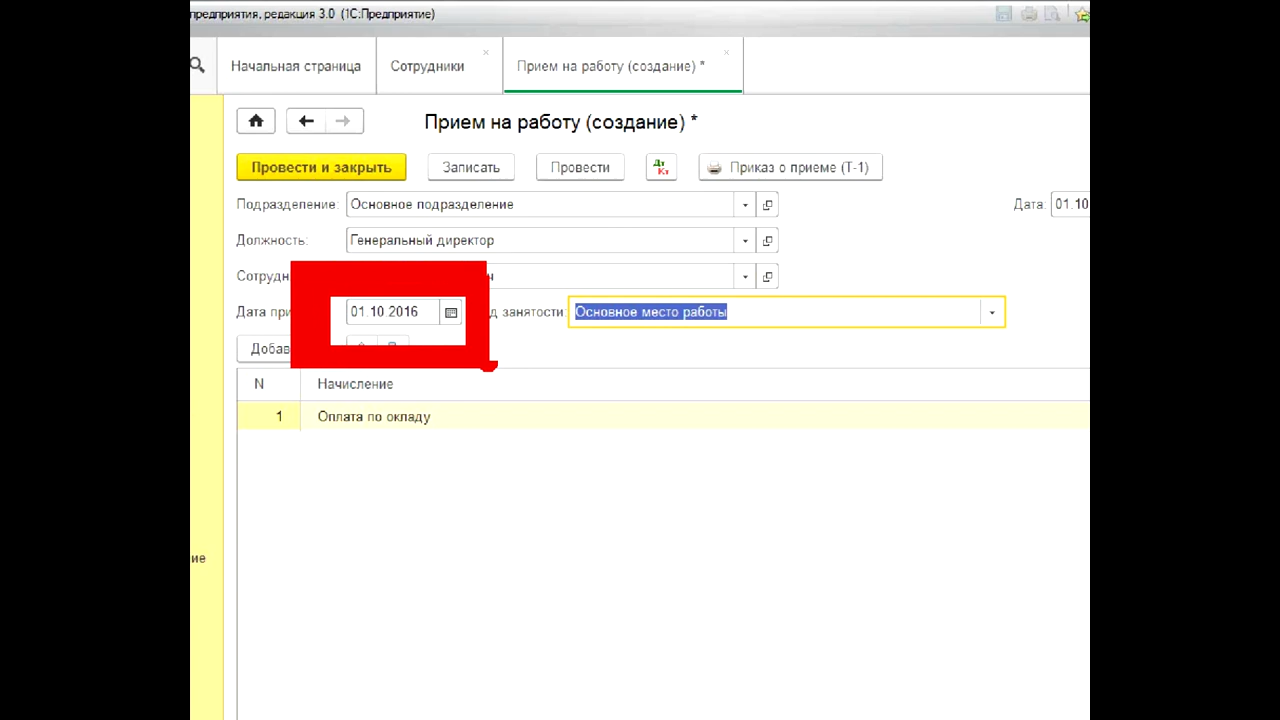 предприятия, редакция 3.0 (1С:Предприятие)
Начальная страница Сотрудники Прием на работу (создание) *
Прием на работу (создание) *
Провести и закрыть Записать Провести Дт Кт Приказ о приеме (Т-1)
Подразделение: Основное подразделение Дата: 01.10
Должность: Генеральный директор
Сотрудн
Дата при 01.10.2016 д занятости: Основное место работы
Добав
N Начисление
1 Оплата по окладу
ие